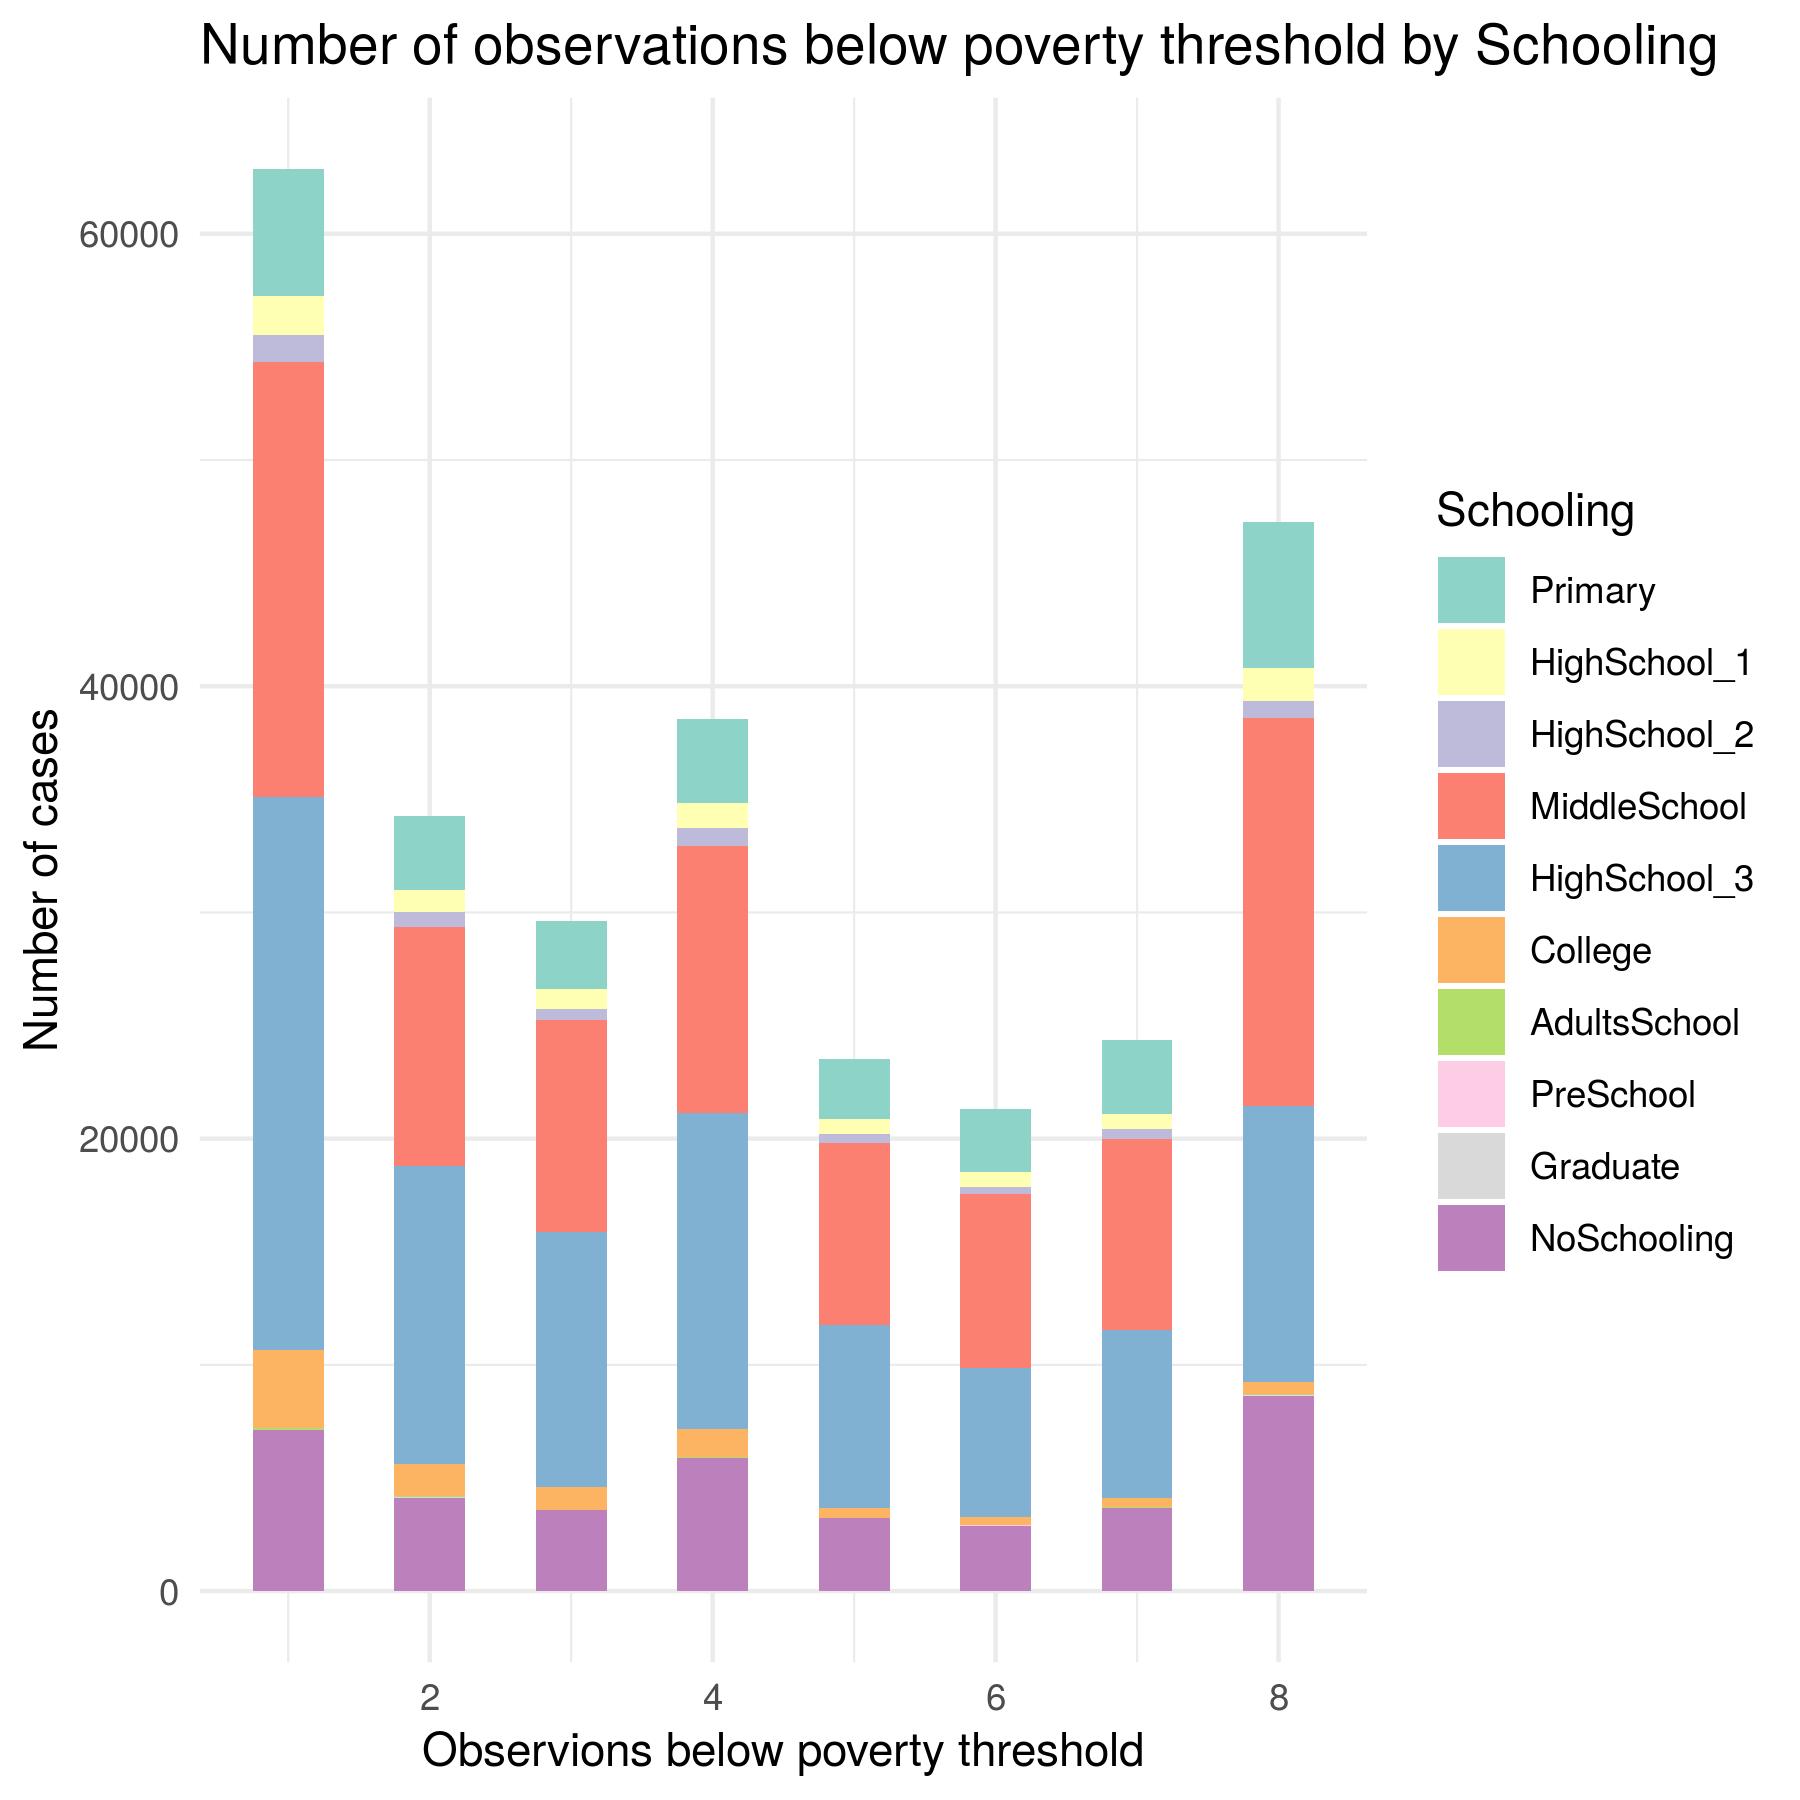 Number of observations below poverty threshold by Schooling
60000
40000
20000
0
Number of cases
2
4
6
8
Observions below poverty threshold
Schooling
Primary
HighSchool_1
HighSchool_2
MiddleSchool
HighSchool_3
College
AdultsSchool
PreSchool
Graduate
NoSchooling